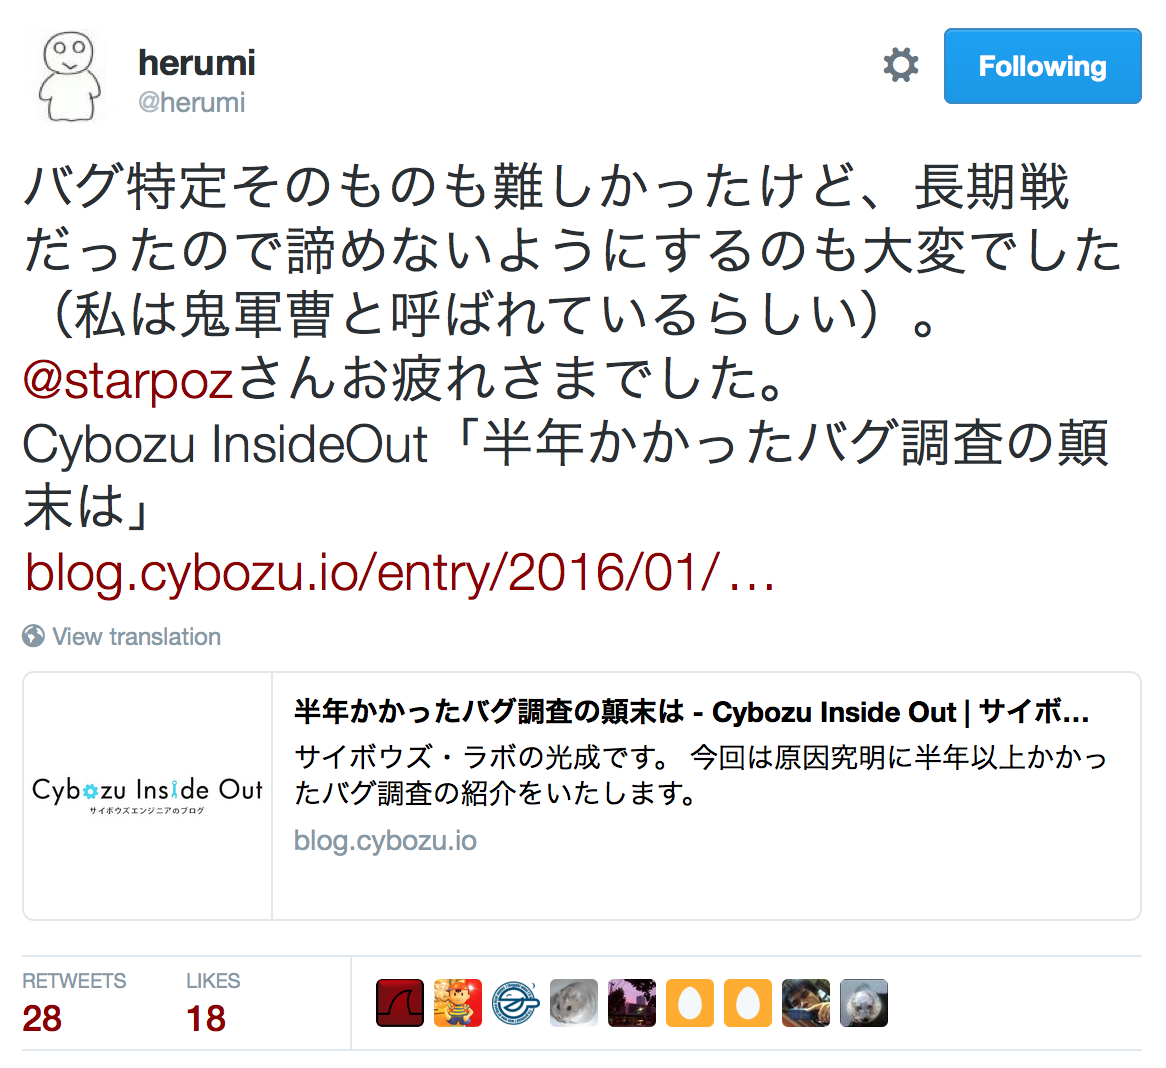 herumi
@herumi
Following
バグ特定そのものも難しかったけど、長期戦
だったので諦めないようにするのも大変でした
（私は鬼軍曹と呼ばれているらしい）。
@starpozさんお疲れさまでした。
Cybozu InsideOut「半年かかったバグ調査の顛
末は」
blog.cybozu.io/entry/2016/01/…
View translation
Cybozu Inside Out
サイボウズエンジニアのブログ
半年かかったバグ調査の顛末は - Cybozu Inside Out | サイボ…
サイボウズ・ラボの光成です。 今回は原因究明に半年以上かかっ
たバグ調査の紹介をいたします。
blog.cybozu.io
RETWEETS
28
LIKES
18